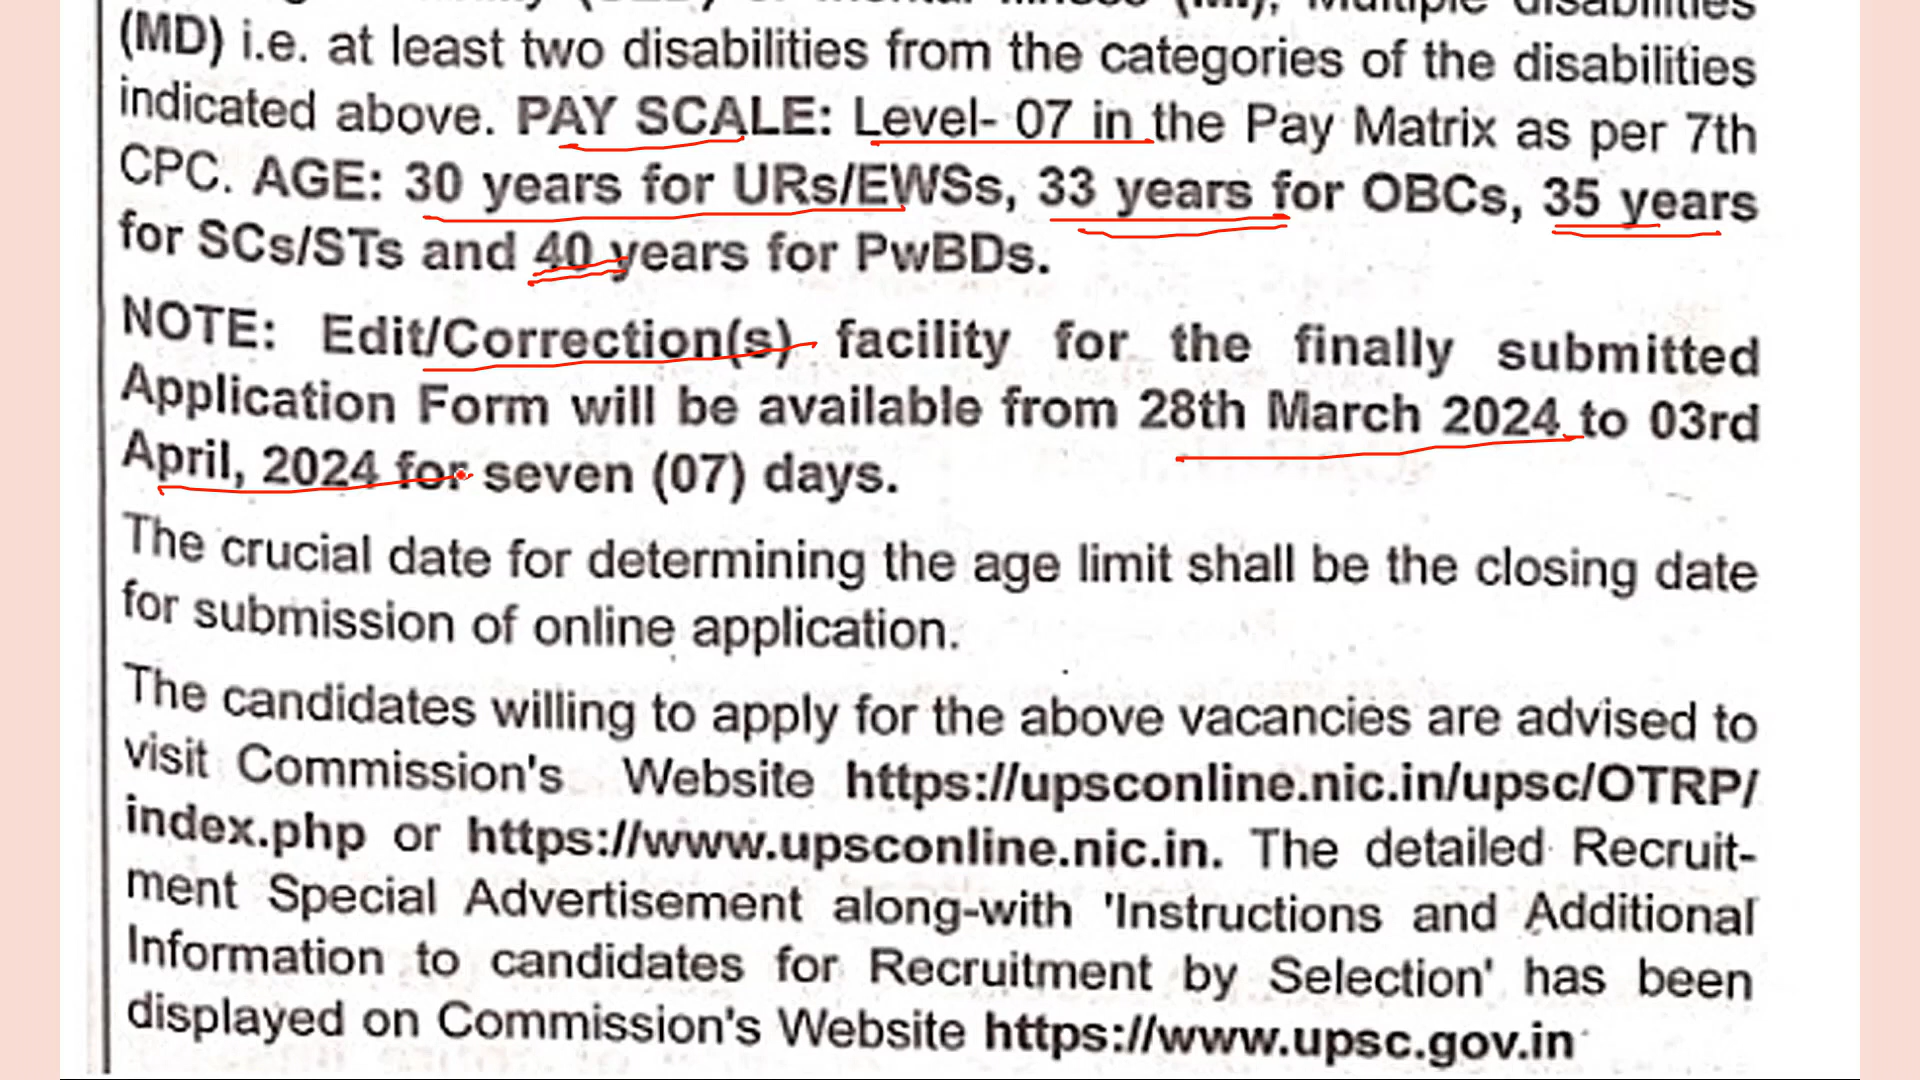 (MD) i.e. at least two disabilities from the categories of the disabilities
indicated above. PAY SCALE: Level- 07 in the Pay Matrix as per 7th
CPC. AGE: 30 years for URs/EWSs, 33 years for OBCs, 35 years
for SCs/STs and 40 years for PwBDs.
NOTE: Edit/Correction(s) facility for the finally submitted
Application Form will be available from 28th March 2024 to 03rd
April, 2024 for seven (07) days.
The crucial date for determining the age limit shall be the closing date
for submission of online application.
The candidates willing to apply for the above vacancies are advised to
visit Commission's Website https://upsconline.nic.in/upsc/OTRP/
index.php or https://www.upsconline.nic.in. The detailed Recruit-
ment Special Advertisement along-with 'Instructions and Additional
Information to candidates for Recruitment by Selection' has been
displayed on Commission's Website https://www.upsc.gov.in